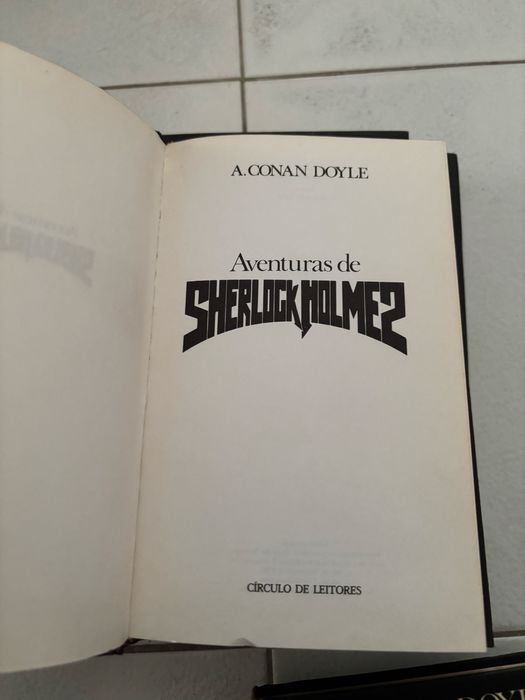 A. CONAN DOYLE
Aventuras de
SHERLOCK HOLMES
CÍRCULO DE LEITORES